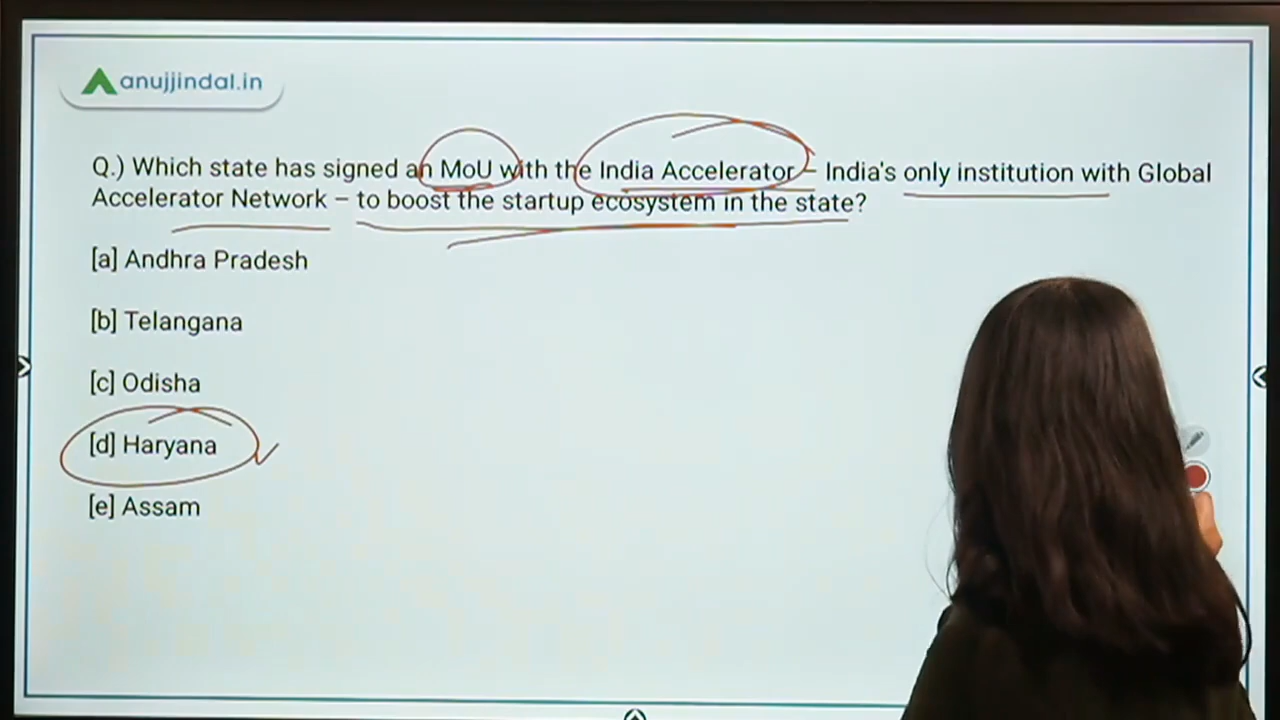 anujjindal.in
Q.) Which state has signed an MoU with the India Accelerator – India's only institution with Global
Accelerator Network – to boost the startup ecosystem in the state?
[a] Andhra Pradesh
[b] Telangana
[c] Odisha
[d] Haryana
[e] Assam